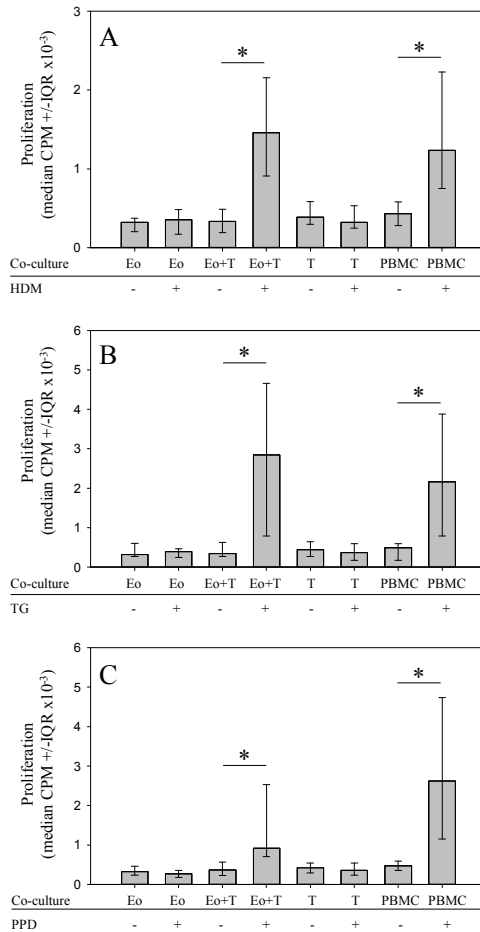 A
3
2
1
0
Proliferation
(median CPM +/-IQR x10-3)
* *
Co-culture Eo Eo Eo+T Eo+T T T PBMC PBMC
HDM - + - + - + - +
B
6
5
4
3
2
1
0
Proliferation
(median CPM +/-IQR x10-3)
* *
Co-culture Eo Eo Eo+T Eo+T T T PBMC PBMC
TG - + - + - + - +
C
6
5
4
3
2
1
0
Proliferation
(median CPM +/-IQR x10-3)
* *
Co-culture Eo Eo Eo+T Eo+T T T PBMC PBMC
PPD - + - + - + - +